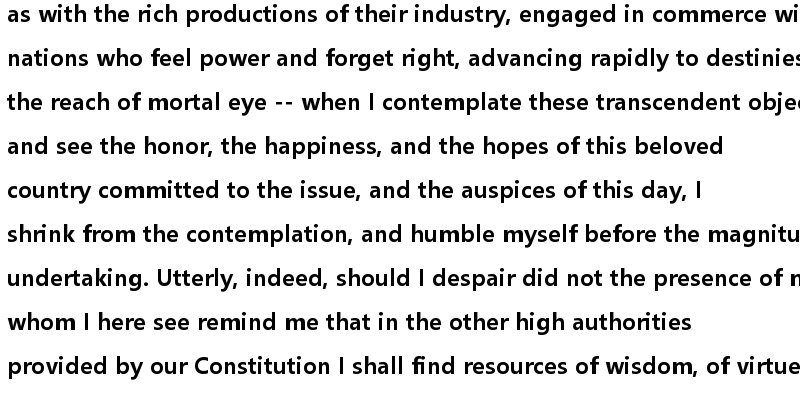 as with the rich productions of their industry, engaged in commerce
nations who feel power and forget right, advancing rapidly to destinies
the reach of mortal eye -- when I contemplate these transcendent
and see the honor, the happiness, and the hopes of this beloved
country committed to the issue, and the auspices of this day, I
shrink from the contemplation, and humble myself before the
undertaking. Utterly, indeed, should I despair did not the presence of
whom I here see remind me that in the other high authorities
provided by our Constitution I shall find resources of wisdom, of virtue